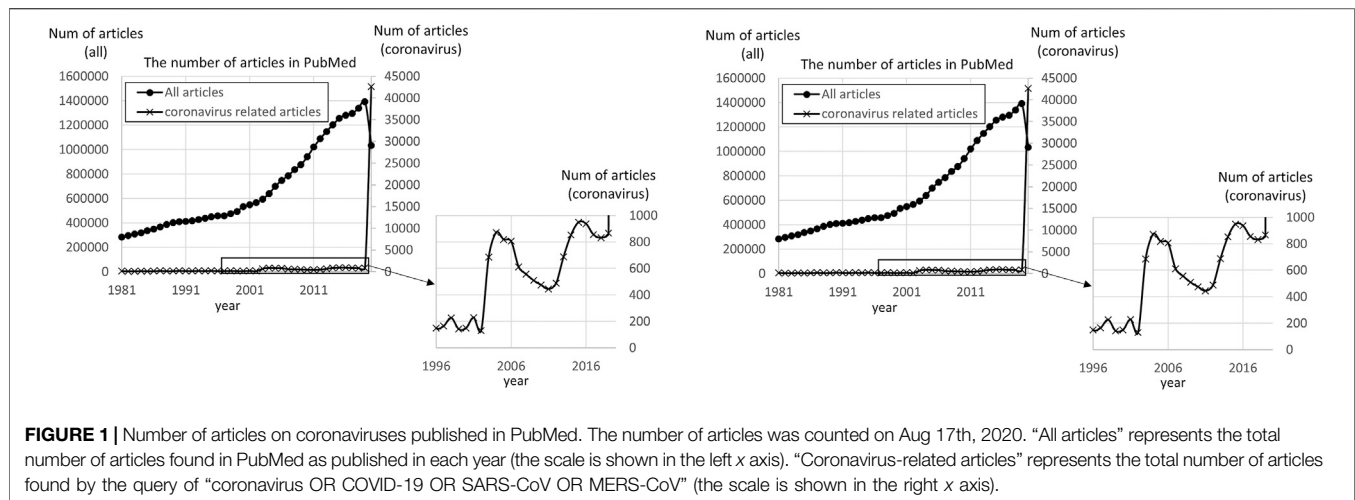 Num of articles
(all)
Num of articles
(coronavirus)
The number of articles in PubMed
1600000
1400000
1200000
1000000
800000
600000
400000
200000
0
45000
40000
35000
30000
25000
20000
15000
10000
5000
0
All articles
coronavirus related articles
1981
1991
2001
2011
year
Num of articles
(coronavirus)
1000
800
600
400
200
0
1996
2006
2016
year
Num of articles
(all)
Num of articles
(coronavirus)
The number of articles in PubMed
1600000
1400000
1200000
1000000
800000
600000
400000
200000
0
45000
40000
35000
30000
25000
20000
15000
10000
5000
0
All articles
coronavirus related articles
1981
1991
2001
2011
year
Num of articles
(coronavirus)
1000
800
600
400
200
0
1996
2006
2016
year
FIGURE 1 | Number of articles on coronaviruses published in PubMed. The number of articles was counted on Aug 17th, 2020. “All articles” represents the total
number of articles found in PubMed as published in each year (the scale is shown in the left x axis). “Coronavirus-related articles” represents the total number of articles
found by the query of “coronavirus OR COVID-19 OR SARS-CoV OR MERS-CoV” (the scale is shown in the right x axis).